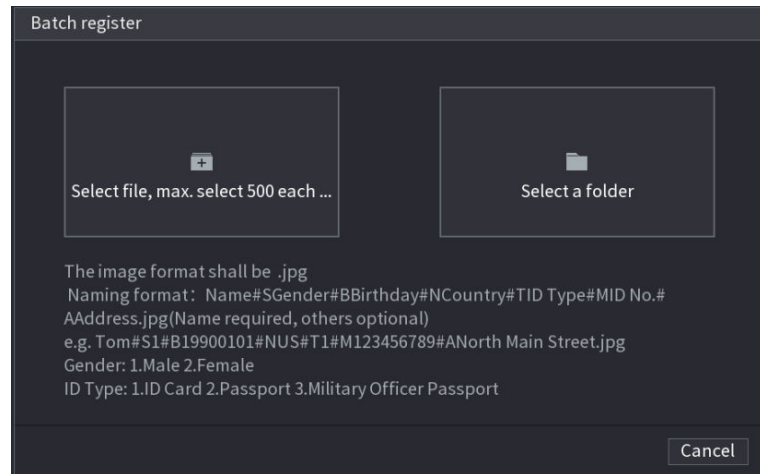 Batch register
Select file, max. select 500 each ...
Select a folder
The image format shall be .jpg
Naming format: Name#SGender#BBirthday#NCountry#TID Type#MID No.#
AAddress.jpg(Name required, others optional)
e.g. Tom#S1#B19900101#NUS#T1#M123456789#ANorth Main Street.jpg
Gender: 1.Male 2.Female
ID Type: 1.ID Card 2.Passport 3.Military Officer Passport
Cancel